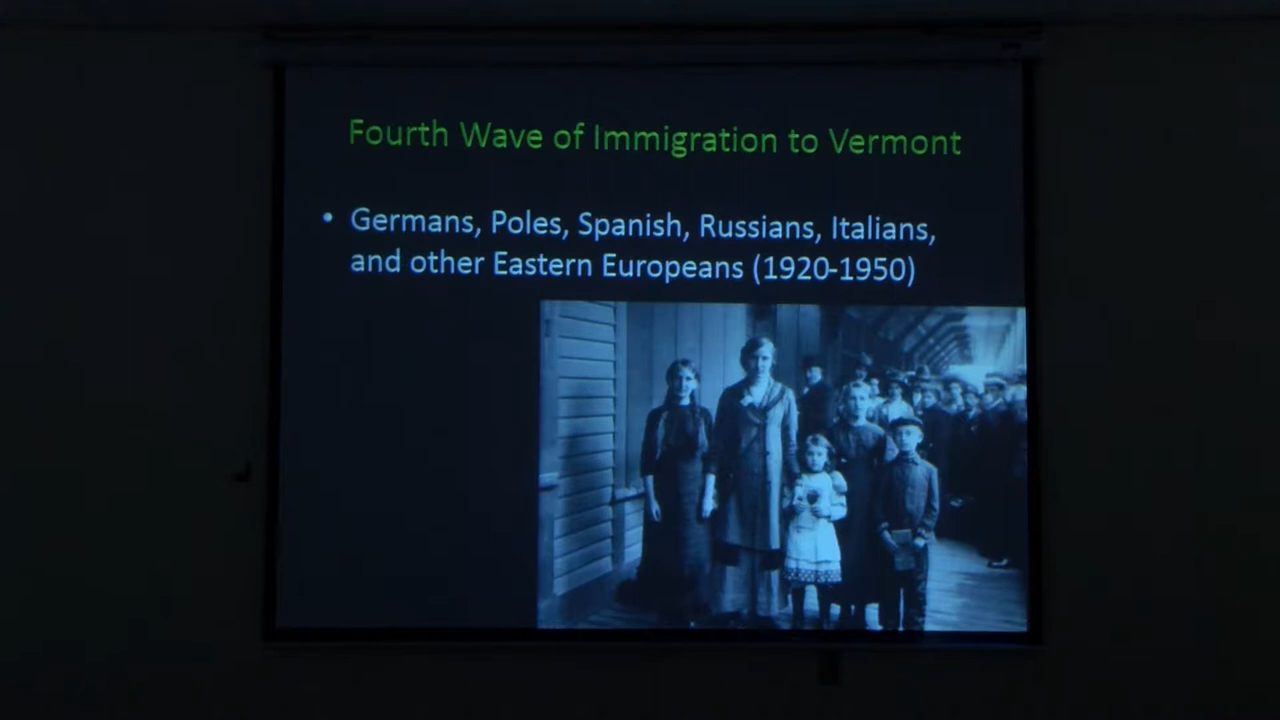 Fourth Wave of Immigration to Vermont
• Germans, Poles, Spanish, Russians, Italians,
and other Eastern Europeans (1920-1950)